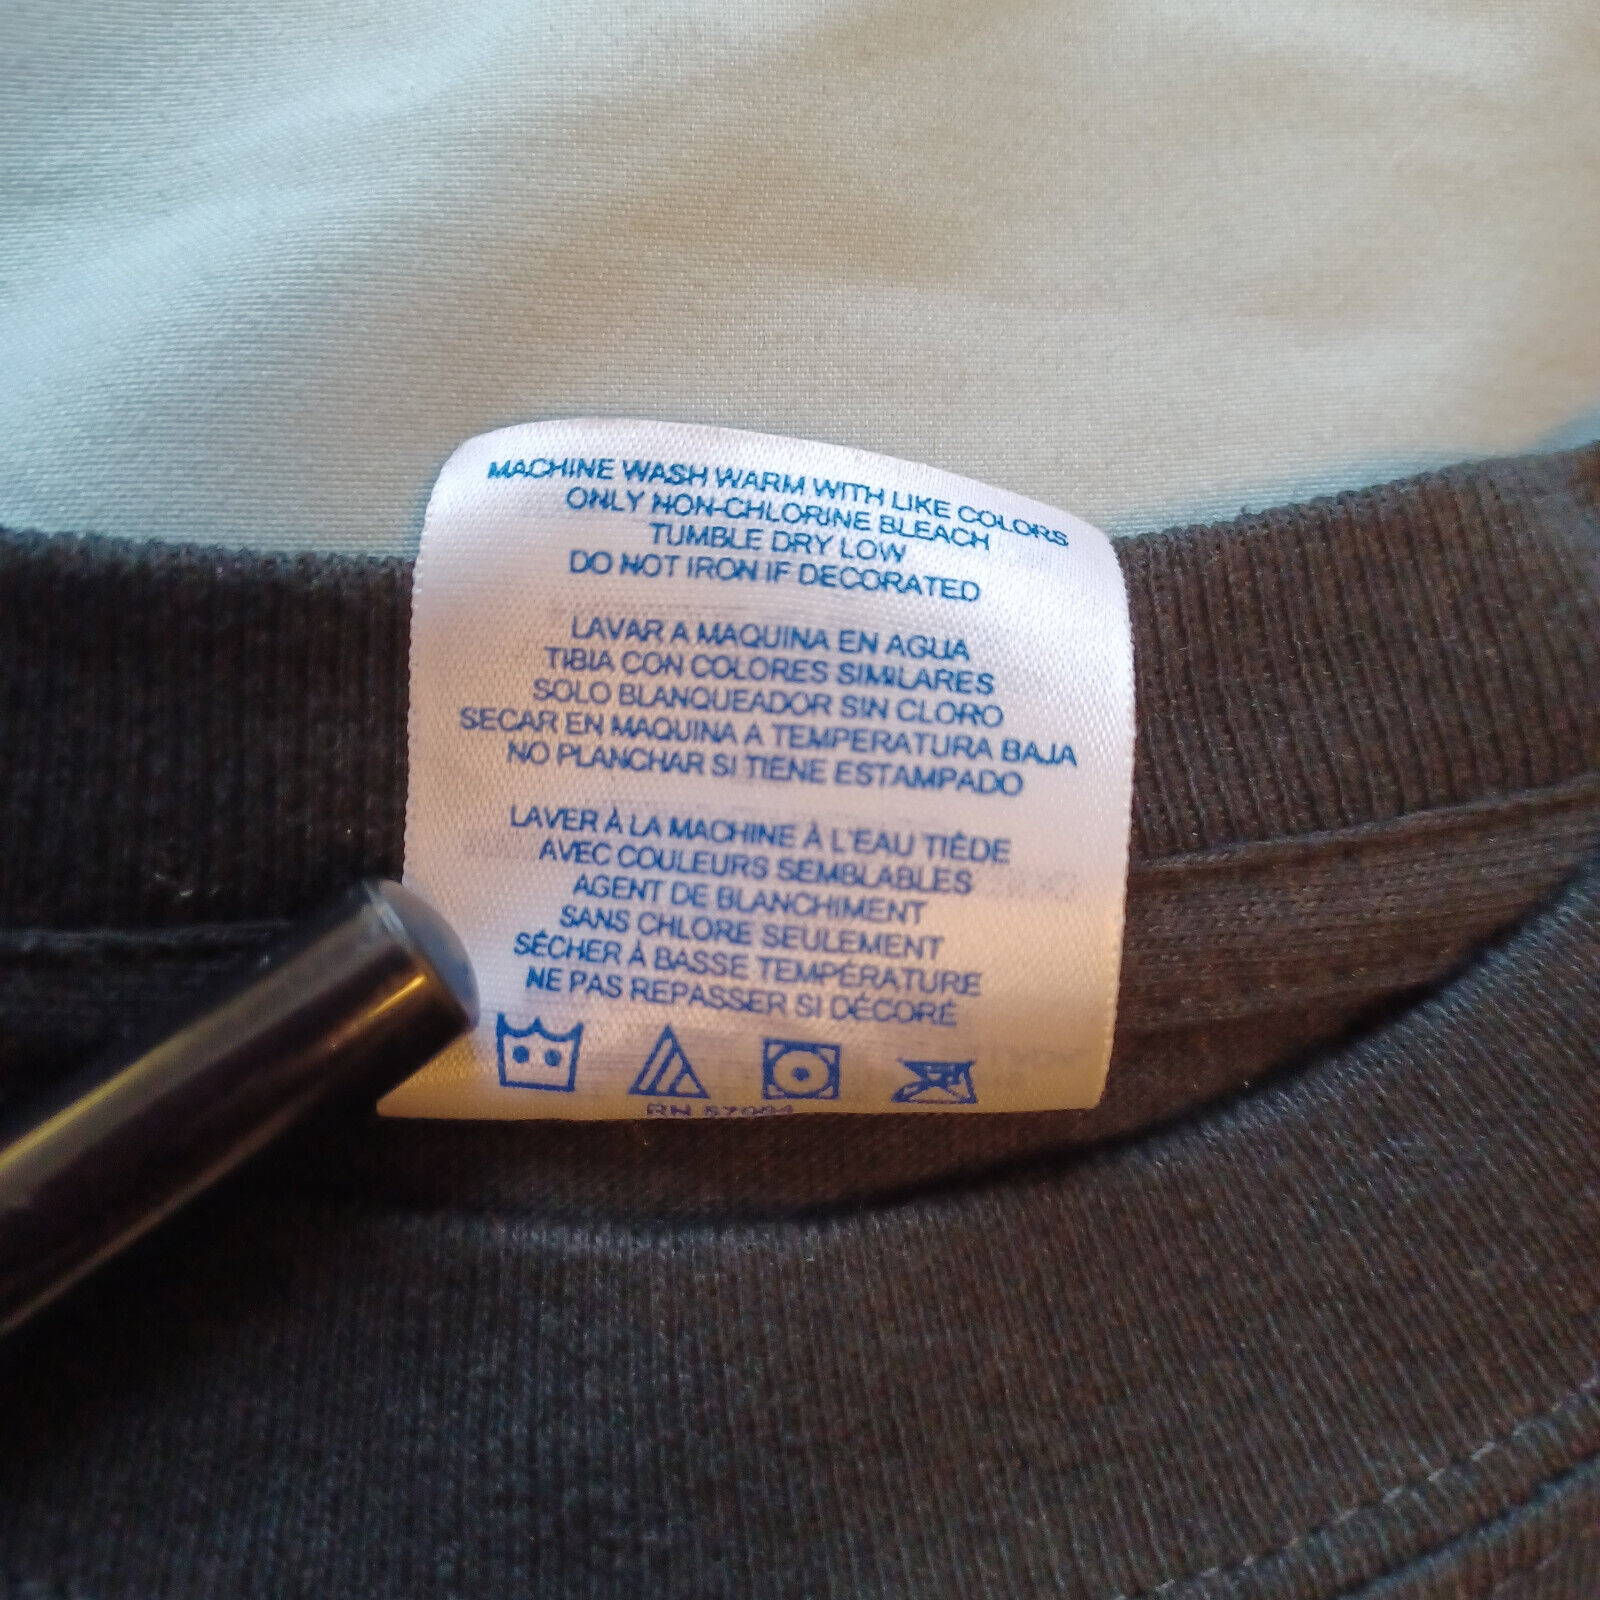 MACHINE WASH WARM WITH LIKE COLORS
ONLY NON-CHLORINE BLEACH
TUMBLE DRY LOW
DO NOT IRON IF DECORATED
LAVAR A MAQUINA EN AGUA
TIBIA CON COLORES SIMILARES
SOLO BLANQUEADOR SIN CLORO
SECAR EN MAQUINA A TEMPERATURA BAJA
NO PLANCHAR SI TIENE ESTAMPADO
LAVER À LA MACHINE À L'EAU TIÈDE
AVEC COULEURS SEMBLABLES
AGENT DE BLANCHIMENT
SANS CHLORE SEULEMENT
SÉCHER À BASSE TEMPÉRATURE
NE PAS REPASSER SI DÉCORÉ
RN